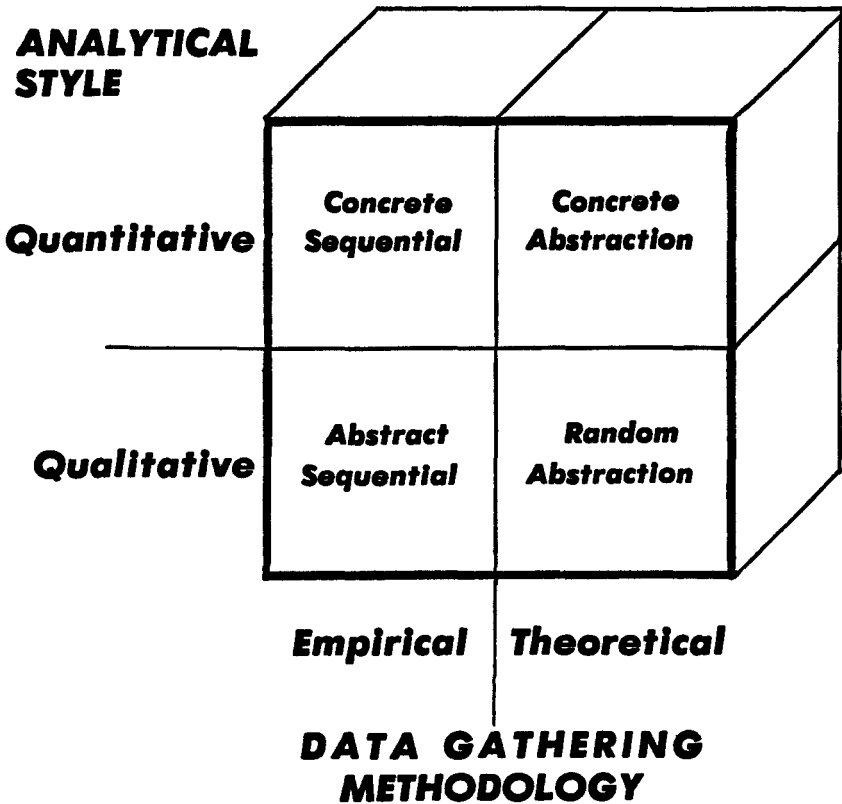 ANALYTICAL
STYLE
Quantitative
Concrete
Sequential
Concrete
Abstraction
Qualitative
Abstract
Sequential
Random
Abstraction
Empirical
Theoretical
DATA GATHERING
METHODOLOGY